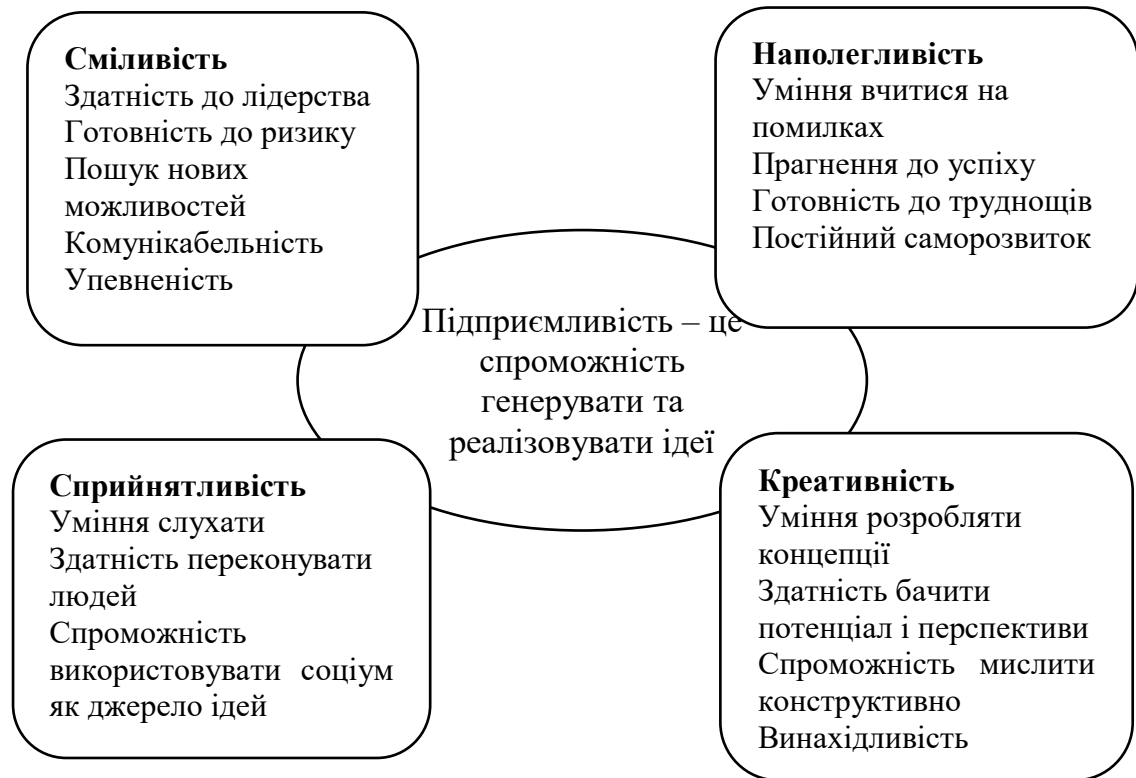 Сміливість
Здатність до лідерства
Готовність до ризику
Пошук нових
можливостей
Комунікабельність
Упевненість
Наполегливість
Уміння вчитися на
помилках
Прагнення до успіху
Готовність до труднощів
Постійний саморозвиток
Підприємливість – це
спроможність
генерувати та
реалізовувати ідеї
Сприйнятливість
Уміння слухати
Здатність переконувати
людей
Спроможність
використовувати соціум
як джерело ідей
Креативність
Уміння розробляти
концепції
Здатність бачити
потенціал і перспективи
Спроможність мислити
конструктивно
Винахідливість